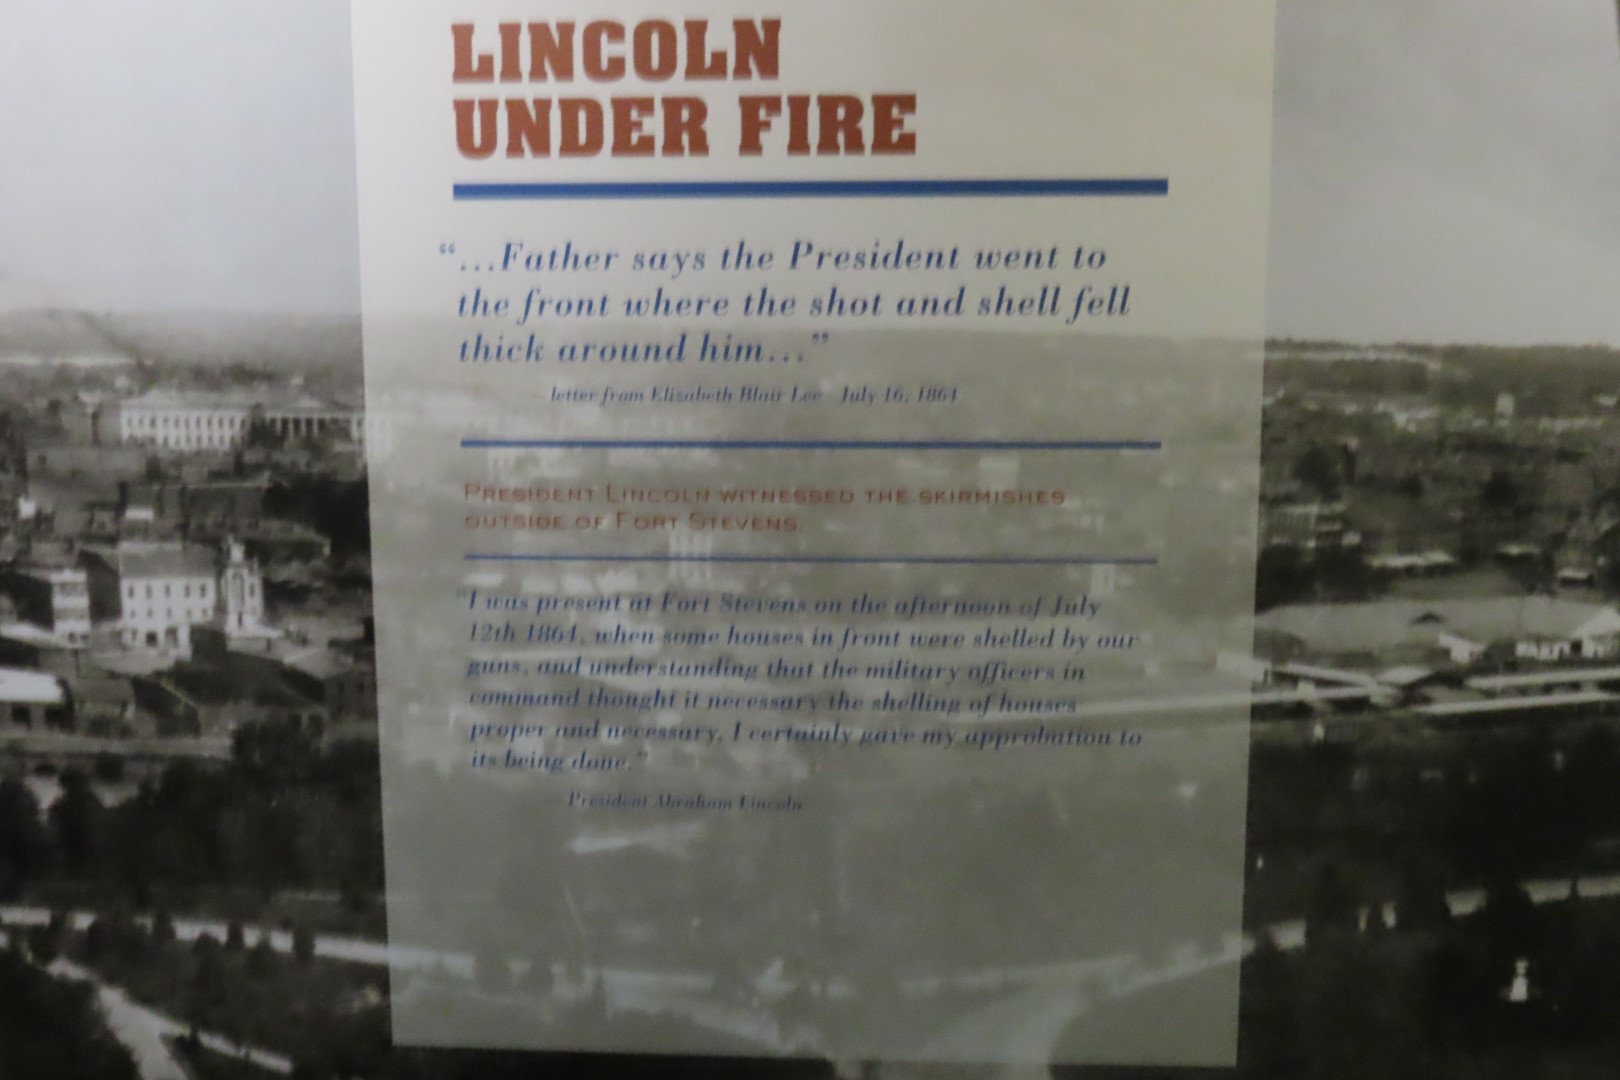 LINCOLN
UNDER FIRE
“...Father says the President went to
the front where the shot and shell fell
thick around him...”
letter from Elizabeth Blair Lee July 16, 1864
PRESIDENT LINCOLN WITNESSED THE SKIRMISHES
OUTSIDE OF FORT STEVENS.
“I was present at Fort Stevens on the afternoon of July
12th 1864, when some houses in front were shelled by our
guns, and understanding that the military officers in
command thought it necessary the shelling of houses
proper and necessary, I certainly gave my approbation to
its being done.”
President Abraham Lincoln